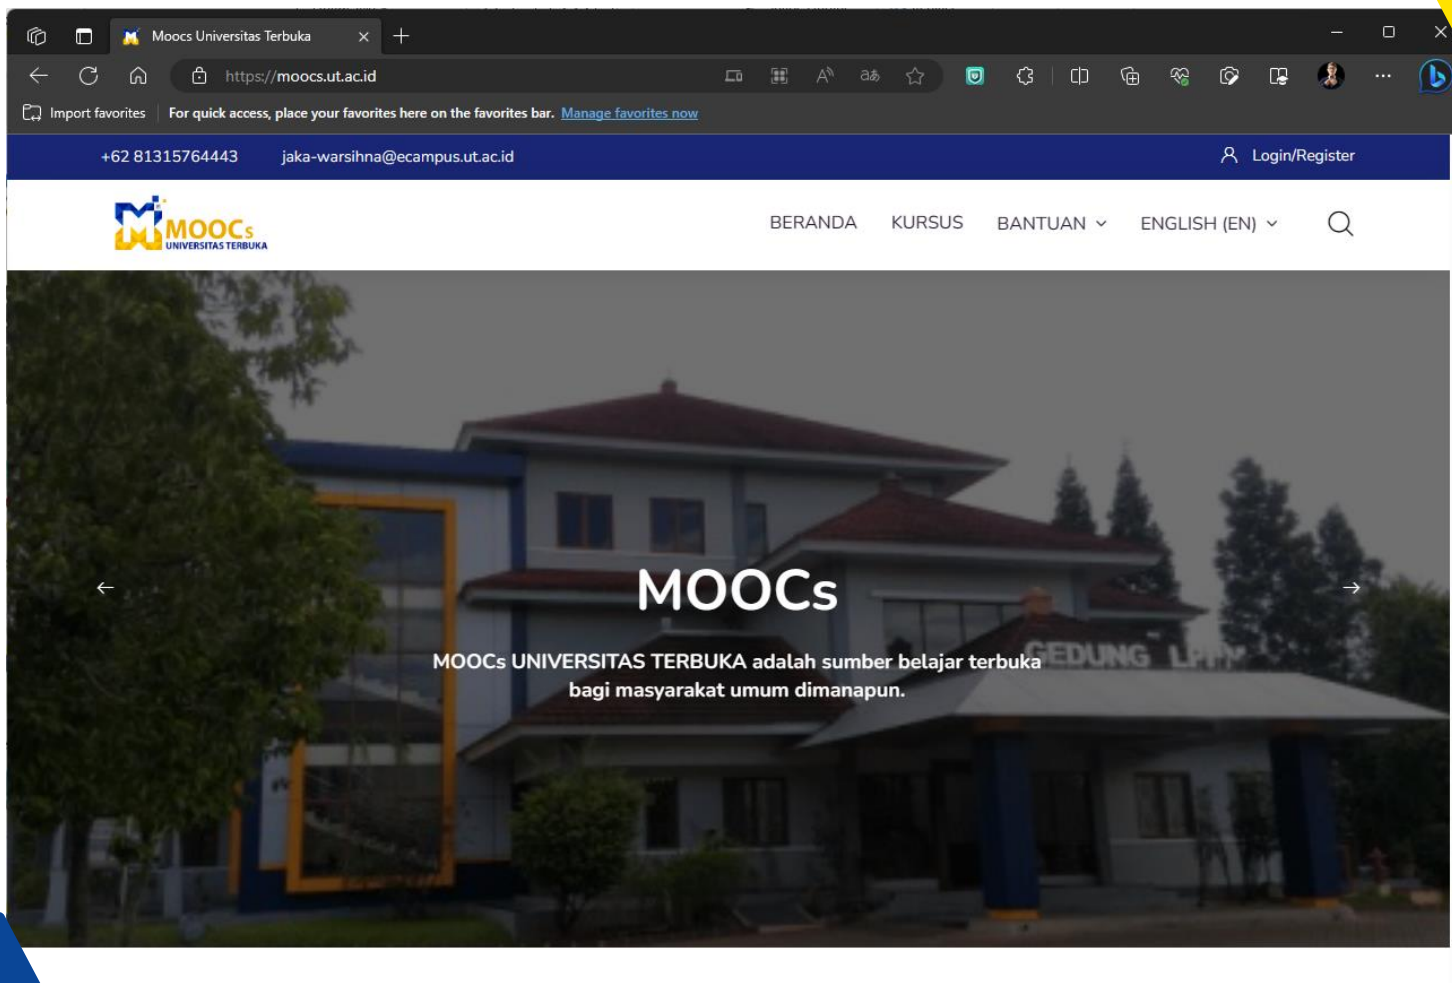 Moocs Universitas Terbuka
https://moocs.ut.ac.id
Import favorites
For quick access, place your favorites here on the favorites bar. Manage favorites now
+62 81315764443
jaka-warsihna@ecampus.ut.ac.id
Login/Register
MOOCs
UNIVERSITAS TERBUKA
BERANDA
KURSUS
BANTUAN
ENGLISH (EN)
MOOCs
MOOCs UNIVERSITAS TERBUKA adalah sumber belajar terbuka
bagi masyarakat umum dimanapun.
GEDUNG